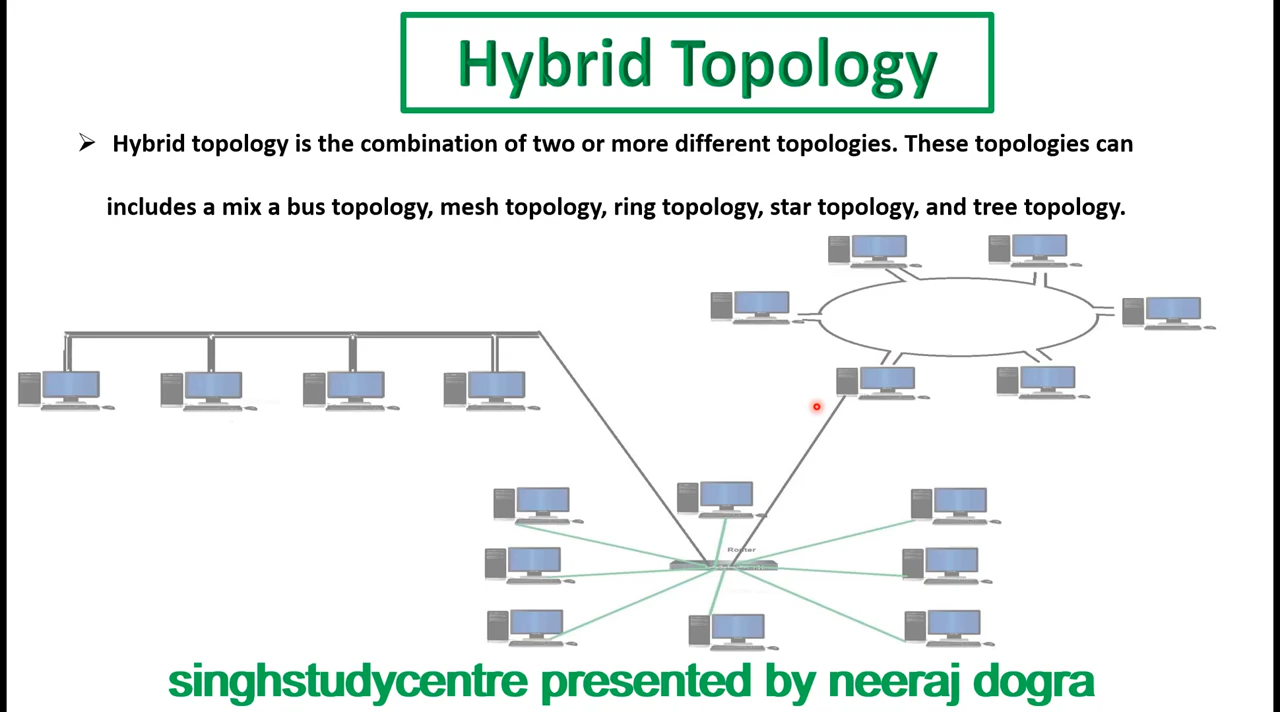 Hybrid Topology
Hybrid topology is the combination of two or more different topologies. These topologies can
includes a mix a bus topology, mesh topology, ring topology, star topology, and tree topology.
Router
singhstudycentre presented by neeraj dogra